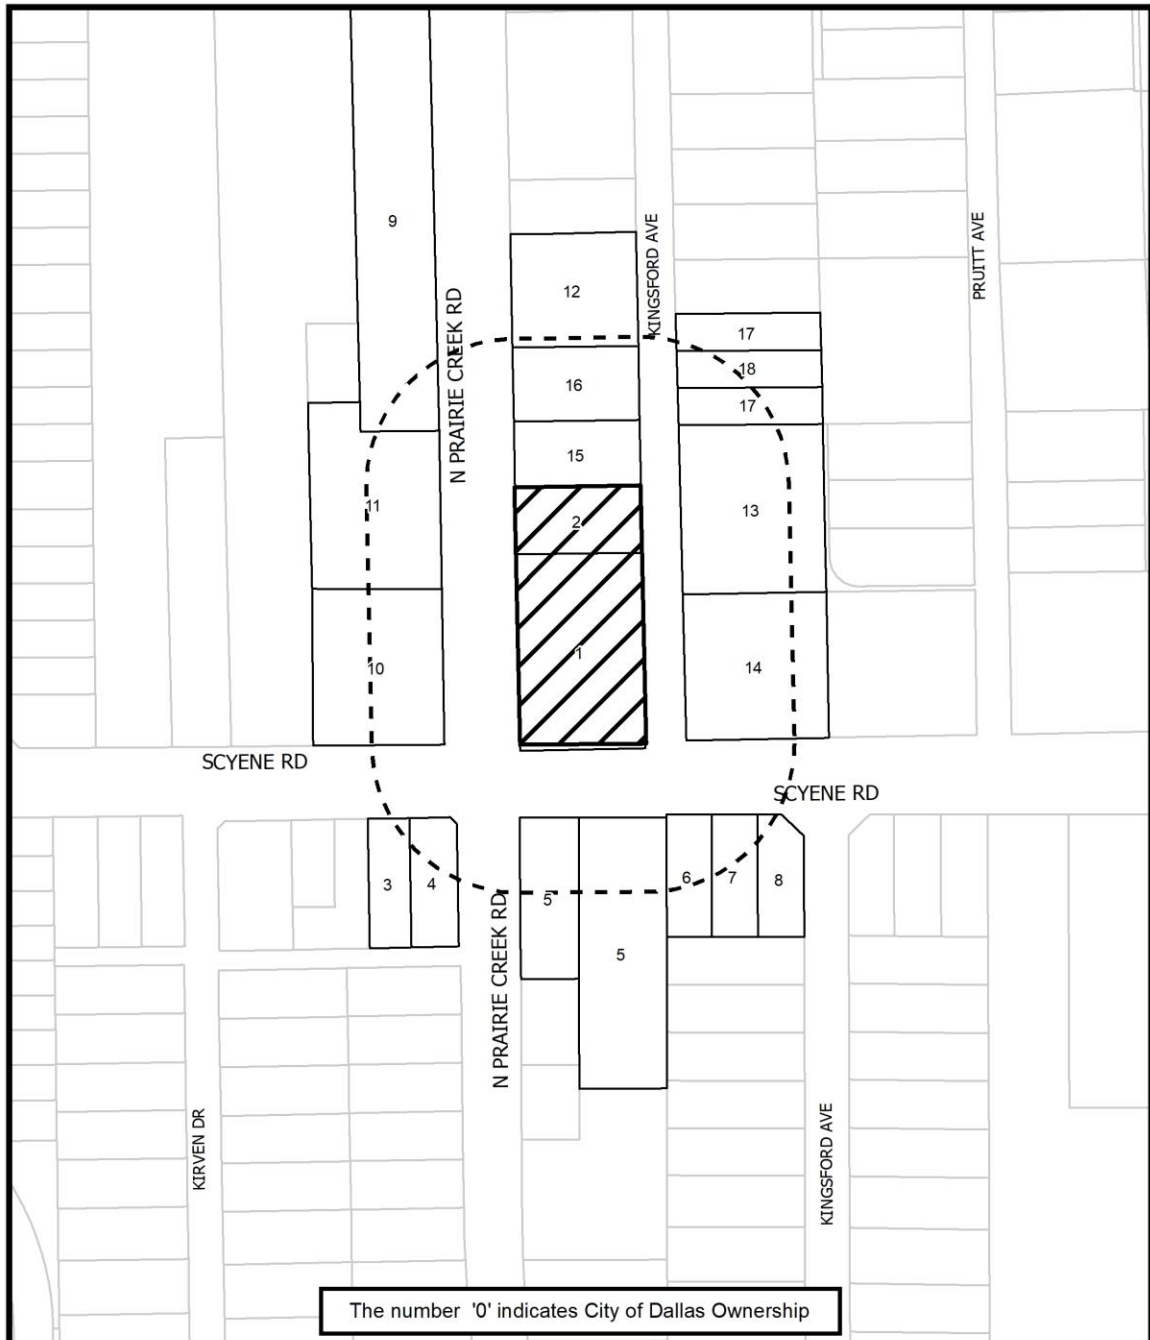 9
PRUITT AVE
KINGSFORD AVE
12
N PRAIRIE CREEK RD
17
18
16
17
15
11
13
2
1
10
14
SCYENE RD
SCYENE RD
3
4
5
6
7
8
N PRAIRIE CREEK RD
5
KIRVEN DR
KINGSFORD AVE
The number '0' indicates City of Dallas Ownership